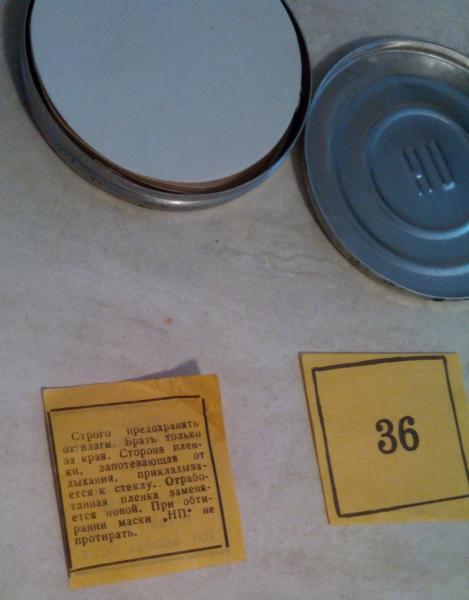 НП
Строго предохранять
от влаги. Брать только
за края. Сторона плен-
ки, запотевающая от
дыхания, прикладыва-
ется к стеклу. Отрабо-
танная пленка заменя-
ется новой. При обти-
рании маски „НП“ не
протирать.
36